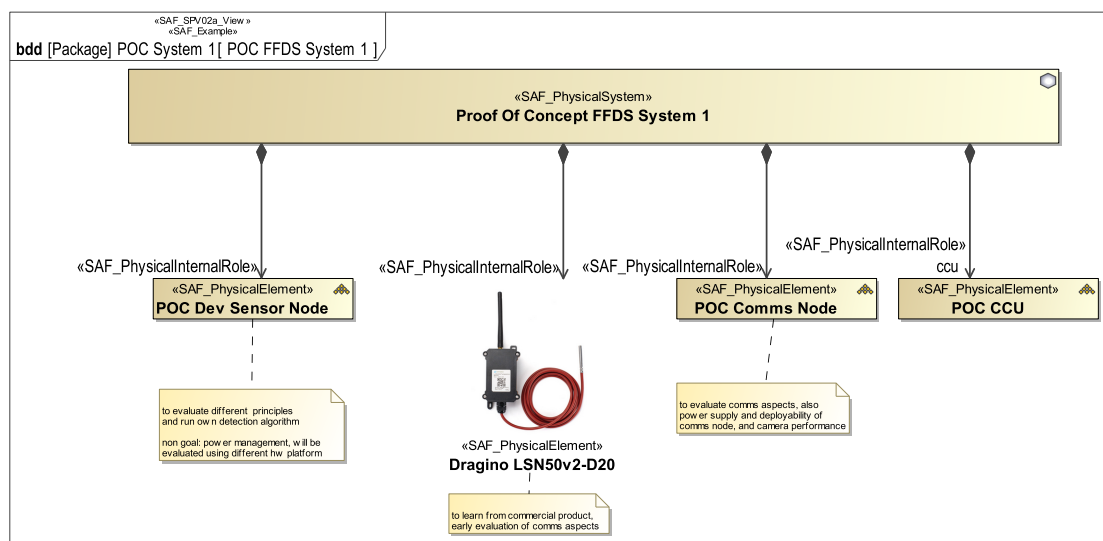 «SAF_SPV02a_View »
«SAF_Example»
bdd [Package] POC System 1[ POC FFDS System 1 ]
«SAF_PhysicalSystem»
Proof Of Concept FFDS System 1
«SAF_PhysicalInternalRole»
«SAF_PhysicalInternalRole»
«SAF_PhysicalInternalRole»
«SAF_PhysicalInternalRole»
ccu
«SAF_PhysicalElement»
POC Dev Sensor Node
«SAF_PhysicalElement»
POC Comms Node
«SAF_PhysicalElement»
POC CCU
to evaluate different principles
and run own detection algorithm
non goal: power management, will be
evaluated using different hw platform
to evaluate comms aspects, also
power supply and deployability of
comms node, and camera performance
«SAF_PhysicalElement»
Dragino LSN50v2-D20
to learn from commercial product,
early evaluation of comms aspects